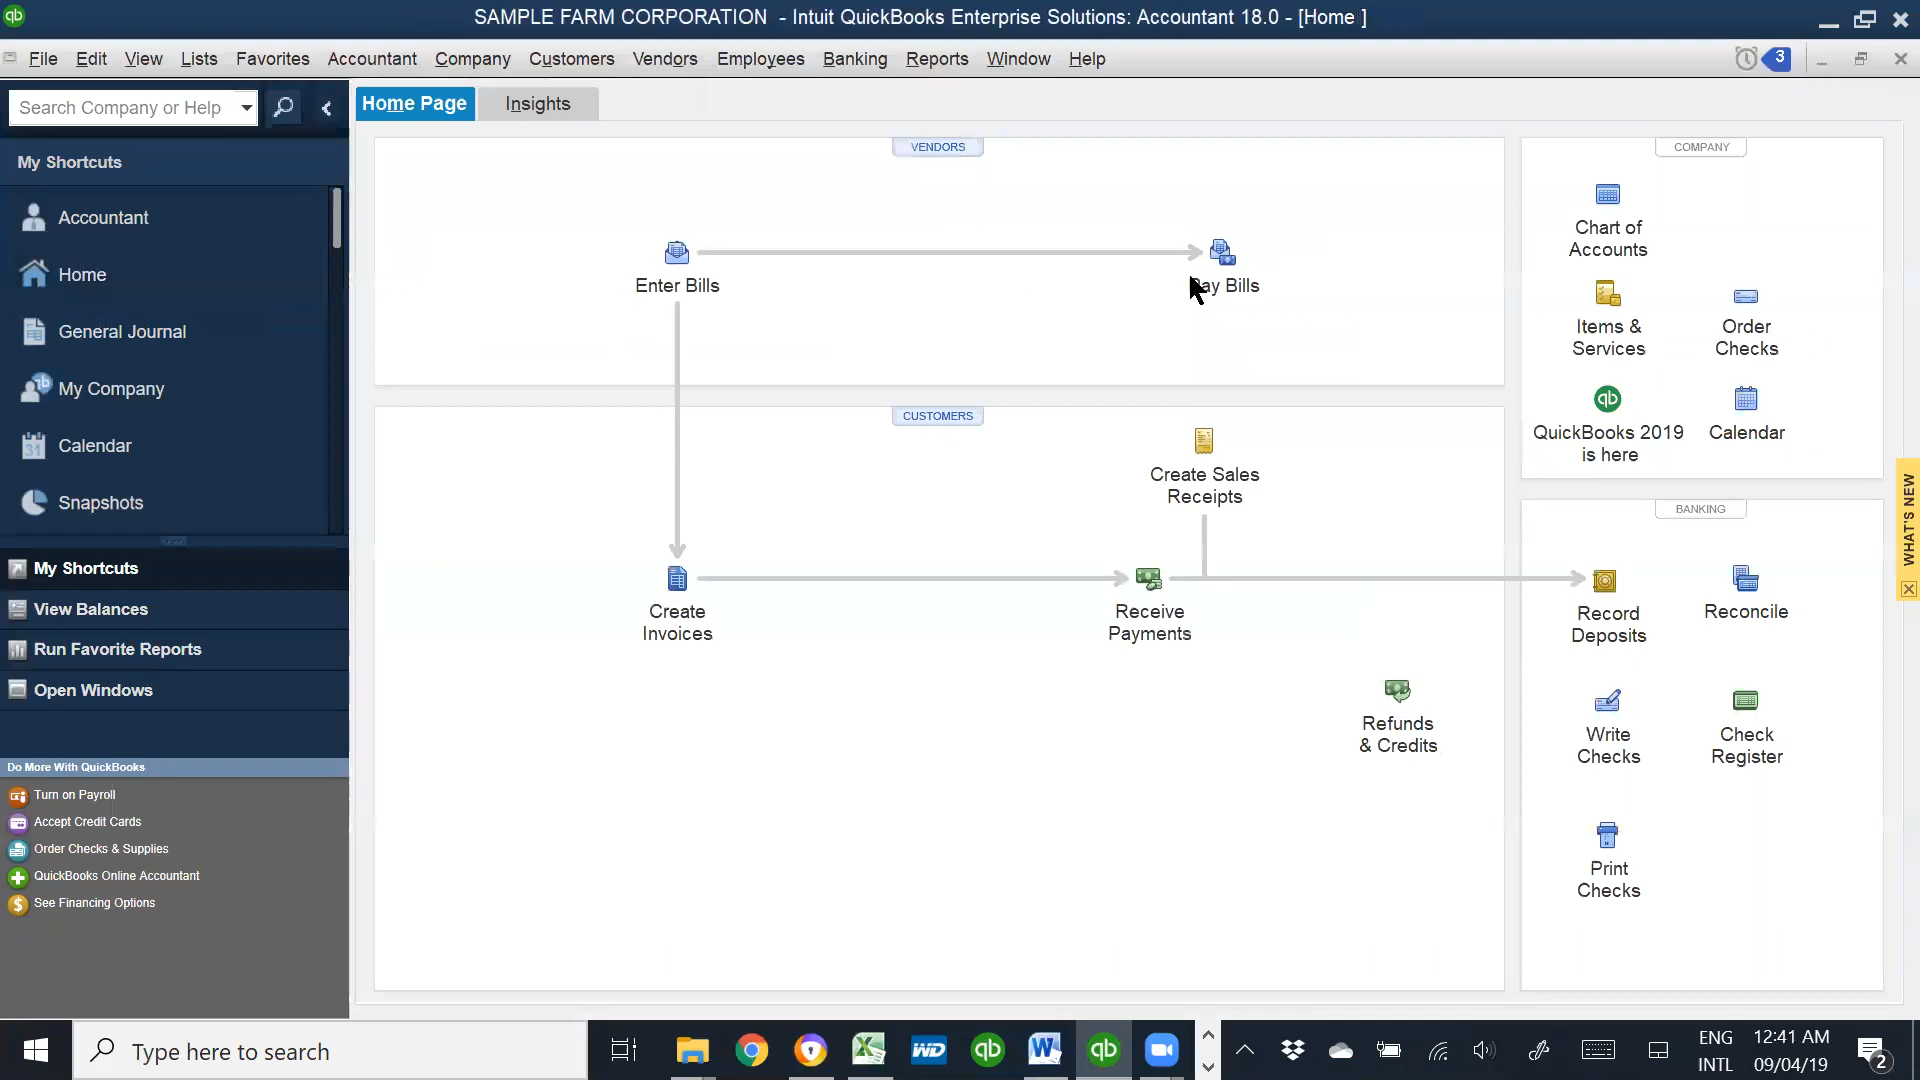 SAMPLE FARM CORPORATION - Intuit QuickBooks Enterprise Solutions: Accountant 18.0 - [Home ]
File Edit View Lists Favorites Accountant Company Customers Vendors Employees Banking Reports Window Help
3
Search Company or Help
Home Page
Insights
My Shortcuts
Accountant
Home
General Journal
My Company
31
Calendar
Snapshots
My Shortcuts
View Balances
Run Favorite Reports
Open Windows
Do More With QuickBooks
Turn on Payroll
Accept Credit Cards
Order Checks & Supplies
QuickBooks Online Accountant
See Financing Options
VENDORS
Enter Bills
Pay Bills
CUSTOMERS
Create Sales
Receipts
Create
Invoices
Receive
Payments
Refunds
& Credits
COMPANY
Chart of
Accounts
Items &
Services
Order
Checks
QuickBooks 2019
is here
Calendar
BANKING
Record
Deposits
Reconcile
Write
Checks
Check
Register
Print
Checks
WHAT'S NEW
Type here to search
ENG
INTL
12:41 AM
09/04/19
2